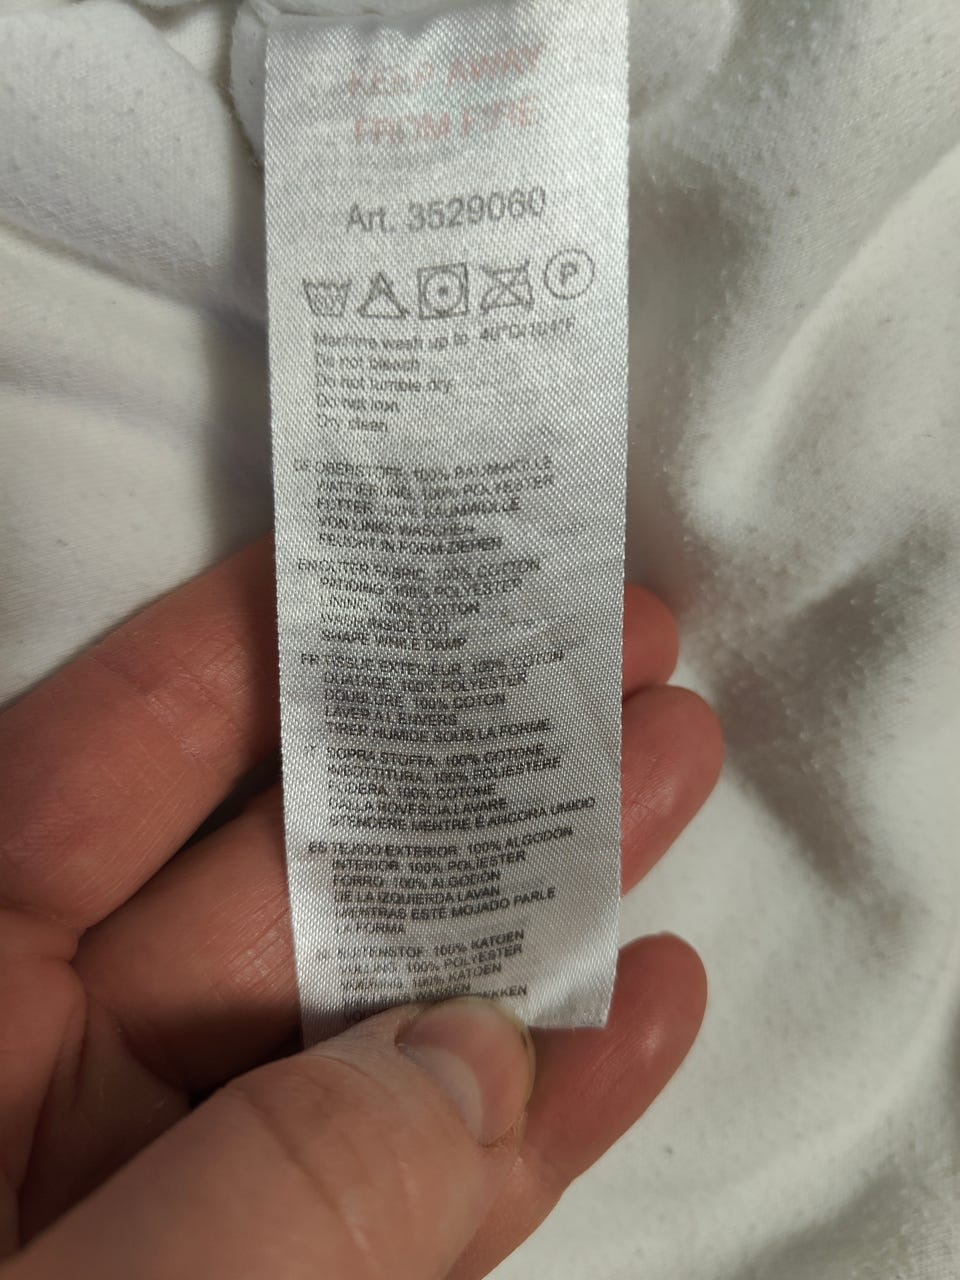 KEEP AWAY
FROM FIRE
Art. 3529060
P
Machine wash up to 40°C/104°F
Do not bleach
Do not tumble dry
Do not iron
Dry clean
DE OBERSTOFF: 100% BAUMWOLLE
WATTIERUNG: 100% POLYESTER
FUTTER: 100% BAUMWOLLE
VON LINKS WASCHEN
FEUCHT IN FORM ZIEHEN
EN OUTER FABRIC: 100% COTTON
PADDING: 100% POLYESTER
LINING: 100% COTTON
WASH INSIDE OUT
SHAPE WHILE DAMP
FR TISSUE EXTERIEUR: 100% COTON
OUATAGE: 100% POLYESTER
DOUBLURE: 100% COTON
LAVER A L'ENVERS
TIRER HUMIDE SOUS LA FORME
IT SOPRA STOFFA: 100% COTONE
IMBOTTITURA: 100% POLIESTERE
FODERA: 100% COTONE
DALLA ROVESLIA LAVARE
STENDERE MENTRE È ANCORA UMIDO
ES TEJIDO EXTERIOR: 100% ALGODON
INTERIOR: 100% POLIESTER
FORRO: 100% ALGODON
DE LA IZQUIERDA LAVAN
MIENTRAS ESTÉ MOJADO PARLE
LA FORMA
NL BUITENSTOF: 100% KATOEN
VULLING: 100% POLYESTER
VOERING: 100% KATOEN